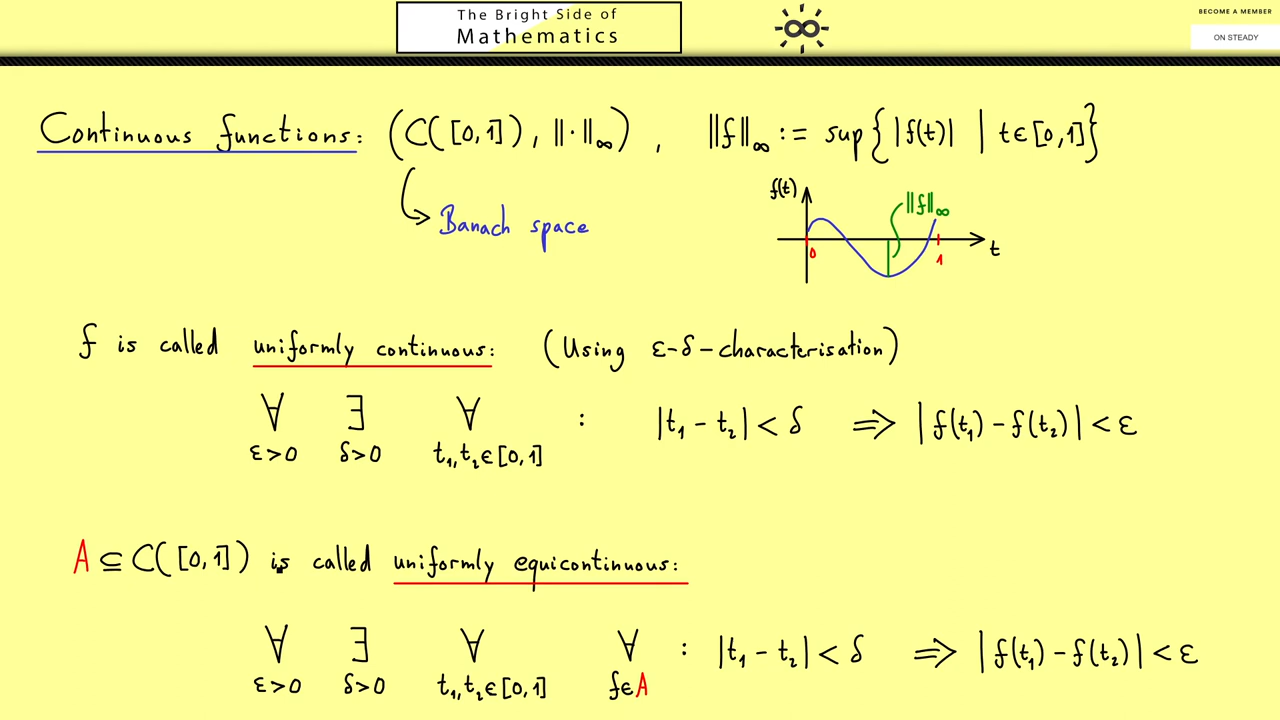 The Bright Side of
Mathematics
BECOME A MEMBER
ON STEADY
Continuous functions: (C([0,1]), ‖·‖∞), ‖f‖∞ := sup{|f(t)| | t∈[0,1]}
Banach space
f(t)
‖f‖∞
0
1
t
f is called uniformly continuous: (Using ε-δ-characterisation)
∀ ∃ ∀ : |t₁ - t₂| < δ ⇒ |f(t₁) - f(t₂)| < ε
ε>0 δ>0 t₁,t₂∈[0,1]
A ⊆ C([0,1]) is called uniformly equicontinuous:
∀ ∃ ∀ ∀ : |t₁ - t₂| < δ ⇒ |f(t₁) - f(t₂)| < ε
ε>0 δ>0 t₁,t₂∈[0,1] f∈A